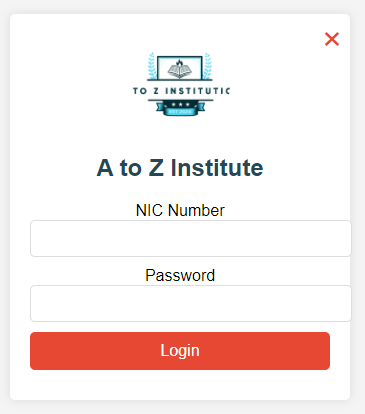 TO Z INSTITUTIO
A to Z Institute
NIC Number
Password
Login